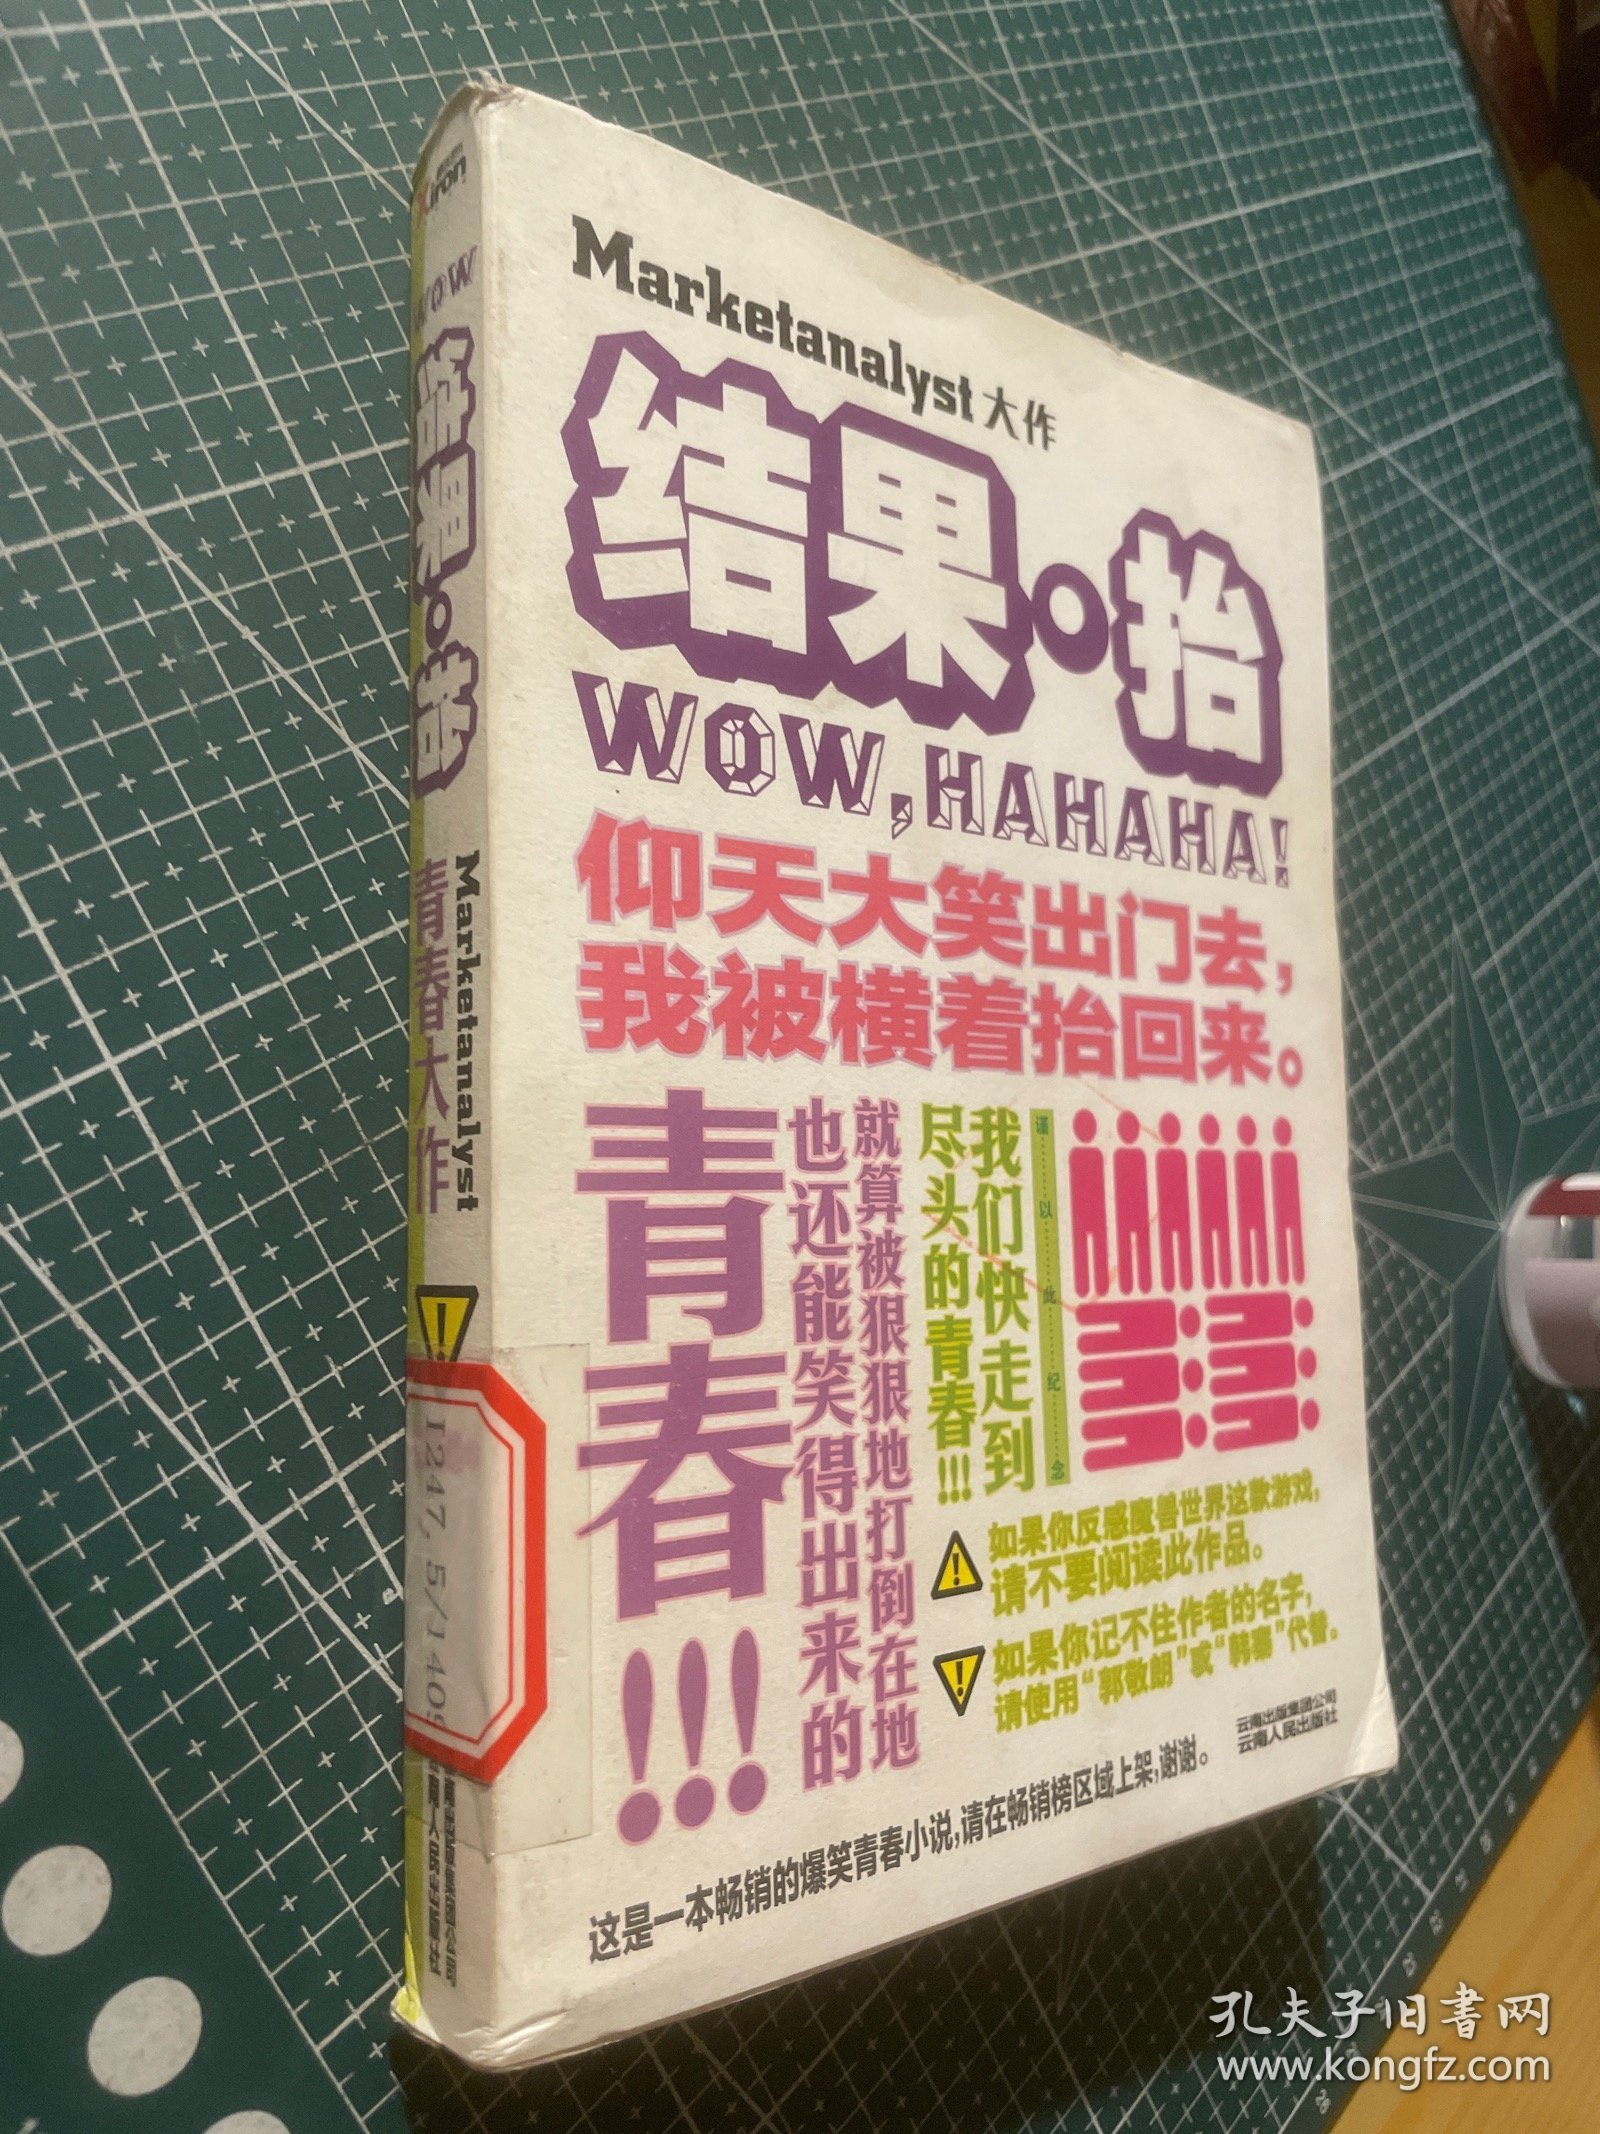 Marketanalyst大作
结果·抬
WOW,HAHAHA!
仰天大笑出门去,
我被横着抬回来。
谨以此纪念
我们快走到
尽头的青春!!!
就算被狠狠地打倒在地
也还能笑得出来的
青春!!!
如果你反感魔兽世界这款游戏,
请不要阅读此作品。
如果你记不住作者的名字,
请使用“郭敬朗”或“韩寨”代替。
云南出版集团公司
云南人民出版社
这是一本畅销的爆笑青春小说,请在畅销榜区域上架,谢谢。
WOW
结果·抬
Marketanalyst
青春大作
I247.5/1409
孔夫子旧书网
www.kongfz.com